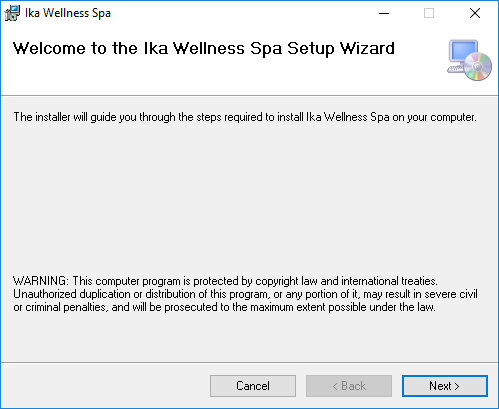 Ika Wellness Spa
Welcome to the Ika Wellness Spa Setup Wizard
The installer will guide you through the steps required to install Ika Wellness Spa on your computer.
WARNING: This computer program is protected by copyright law and international treaties.
Unauthorized duplication or distribution of this program, or any portion of it, may result in severe civil
or criminal penalties, and will be prosecuted to the maximum extent possible under the law.
Cancel
< Back
Next >